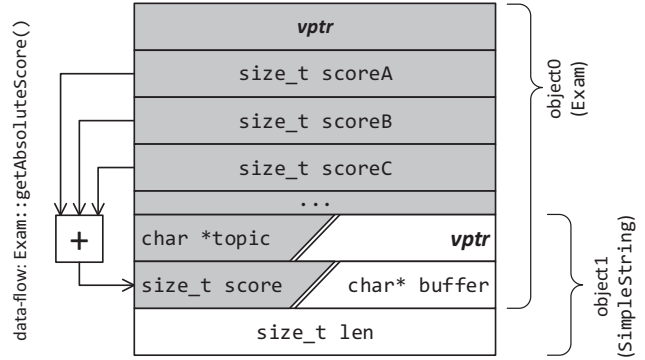 data-flow: Exam::getAbsoluteScore()
vptr
size_t scoreA
size_t scoreB
size_t scoreC
...
char *topic
vptr
+
size_t score
char* buffer
size_t len
object0
(Exam)
object1
(SimpleString)